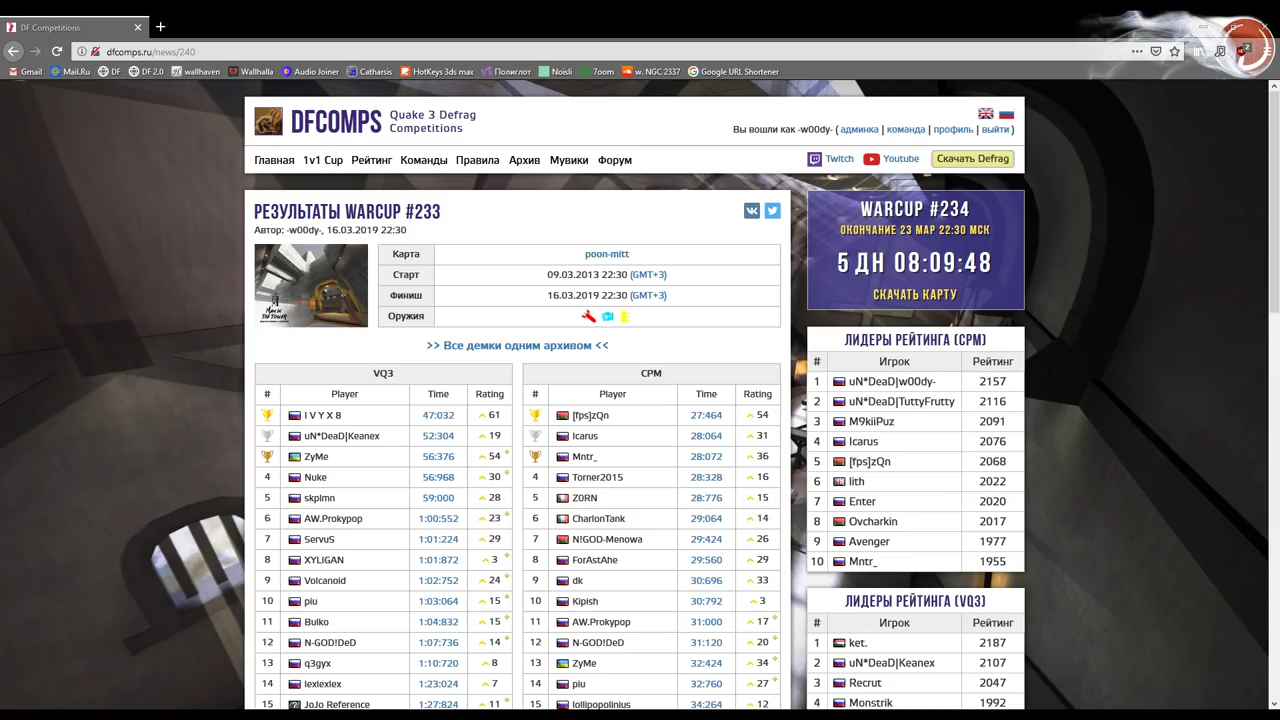 DF Competitions
dfcomps.ru/news/240
2
Gmail Mail.Ru DF DF 2.0 wallhaven Wallhalla Audio Joiner Catharsis HotKeys 3ds max Полиглот Noisli 7oom w. NGC 2337 Google URL Shortener
DFCOMPS Quake 3 Defrag Competitions
Вы вошли как -w00dy- ( админка | команда | профиль | выйти )
Главная 1v1 Cup Рейтинг Команды Правила Архив Мувики Форум Twitch Youtube Скачать Defrag
РЕЗУЛЬТАТЫ WARCUP #233
Автор: -w00dy-, 16.03.2019 22:30
Карта poon-mitt
Старт 09.03.2013 22:30 (GMT+3)
Финиш 16.03.2019 22:30 (GMT+3)
Оружия
>> Все демки одним архивом <<
VQ3
# Player Time Rating
I V Y X 8 47:032 61
uN*DeaD|Keanex 52:304 19
ZyMe 56:376 54
4 Nuke 56:968 30
5 skplmn 59:000 28
6 AW.Prokypop 1:00:552 23
7 ServuS 1:01:224 29
8 XYLIGAN 1:01:872 3
9 Volcanoid 1:02:752 24
10 piu 1:03:064 15
11 Bulko 1:04:832 15
12 N-GOD!DeD 1:07:736 14
13 q3gyx 1:10:720 8
14 lexlexlex 1:23:024 7
15 JoJo Reference 1:27:824 11
CPM
# Player Time Rating
[fps]zQn 27:464 54
Icarus 28:064 31
Mntr_ 28:072 36
4 Torner2015 28:328 16
5 Z0RN 28:776 15
6 CharlonTank 29:064 14
7 N!GOD-Menowa 29:424 26
8 ForAstAhe 29:560 29
9 dk 30:696 33
10 Kipish 30:792 3
11 AW.Prokypop 31:000 17
12 N-GOD!DeD 31:120 20
13 ZyMe 32:424 34
14 piu 32:760 27
15 lollipopolinius 34:264 12
WARCUP #234
ОКОНЧАНИЕ 23 МАР 22:30 МСК
5 ДН 08:09:48
СКАЧАТЬ КАРТУ
ЛИДЕРЫ РЕЙТИНГА (CPM)
# Игрок Рейтинг
1 uN*DeaD|w00dy- 2157
2 uN*DeaD|TuttyFrutty 2116
3 M9kiiPuz 2091
4 Icarus 2076
5 [fps]zQn 2068
6 lith 2022
7 Enter 2020
8 Ovcharkin 2017
9 Avenger 1977
10 Mntr_ 1955
ЛИДЕРЫ РЕЙТИНГА (VQ3)
# Игрок Рейтинг
1 ket. 2187
2 uN*DeaD|Keanex 2107
3 Recrut 2047
4 Monstrik 1992